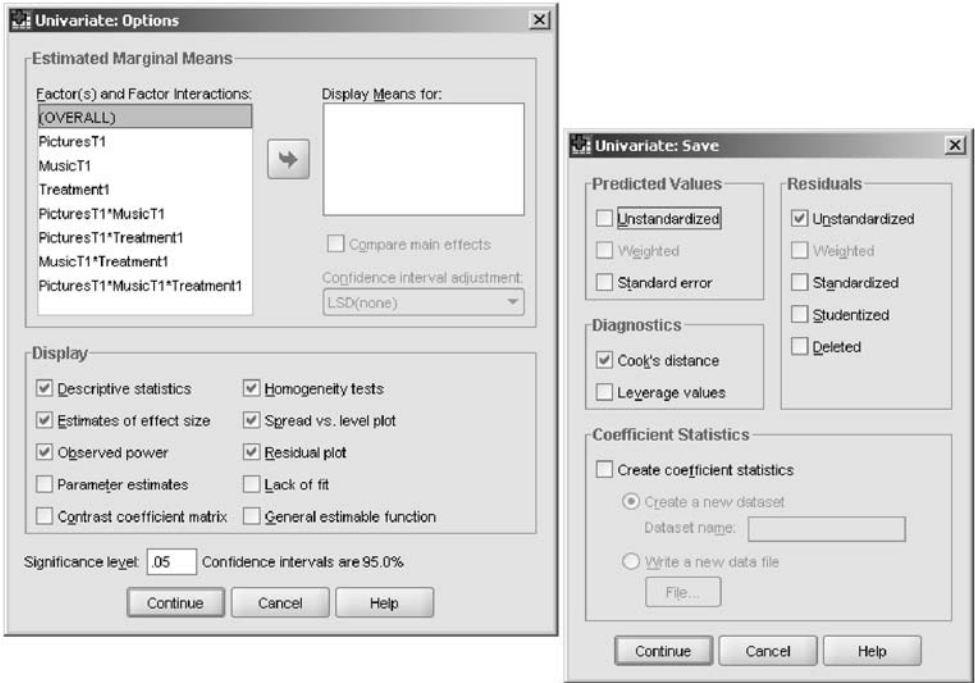 Univariate: Options
Estimated Marginal Means
Factor(s) and Factor Interactions:
(OVERALL)
PicturesT1
MusicT1
Treatment1
PicturesT1*MusicT1
PicturesT1*Treatment1
MusicT1*Treatment1
PicturesT1*MusicT1*Treatment1
Display Means for:
Compare main effects
Confidence interval adjustment:
LSD(none)
Display
Descriptive statistics
Homogeneity tests
Estimates of effect size
Spread vs. level plot
Observed power
Residual plot
Parameter estimates
Lack of fit
Contrast coefficient matrix
General estimable function
Significance level: .05 Confidence intervals are 95.0%
Continue
Cancel
Help
Univariate: Save
Predicted Values
Unstandardized
Weighted
Standard error
Diagnostics
Cook's distance
Leverage values
Residuals
Unstandardized
Weighted
Standardized
Studentized
Deleted
Coefficient Statistics
Create coefficient statistics
Create a new dataset
Dataset name:
Write a new data file
File...
Continue
Cancel
Help